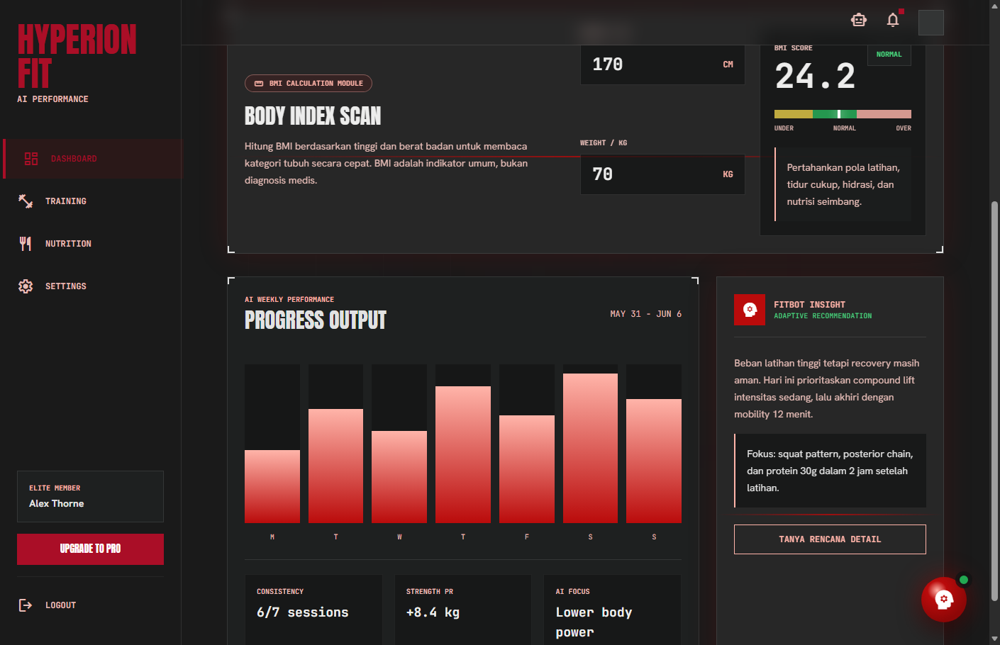 HYPERION
FIT
AI PERFORMANCE
DASHBOARD
TRAINING
NUTRITION
SETTINGS
ELITE MEMBER
Alex Thorne
UPGRADE TO PRO
LOGOUT
BMI CALCULATION MODULE
BODY INDEX SCAN
Hitung BMI berdasarkan tinggi dan berat badan untuk membaca
kategori tubuh secara cepat. BMI adalah indikator umum, bukan
diagnosis medis.
170 CM
WEIGHT / KG
70 KG
BMI SCORE
NORMAL
24.2
UNDER NORMAL OVER
Pertahankan pola latihan,
tidur cukup, hidrasi, dan
nutrisi seimbang.
AI WEEKLY PERFORMANCE
PROGRESS OUTPUT
MAY 31 - JUN 6
M T W T F S S
CONSISTENCY
6/7 sessions
STRENGTH PR
+8.4 kg
AI FOCUS
Lower body
power
FITBOT INSIGHT
ADAPTIVE RECOMMENDATION
Beban latihan tinggi tetapi recovery masih
aman. Hari ini prioritaskan compound lift
intensitas sedang, lalu akhiri dengan
mobility 12 menit.
Fokus: squat pattern, posterior chain,
dan protein 30g dalam 2 jam setelah
latihan.
TANYA RENCANA DETAIL